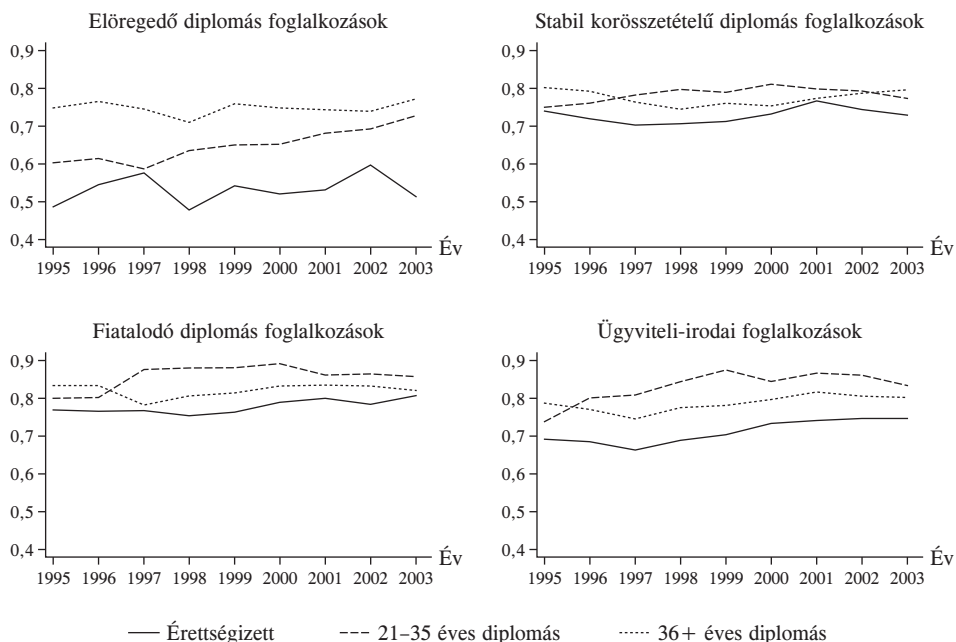 Elöregedő diplomás foglalkozások
0,9
0,8
0,7
0,6
0,5
0,4
1995 1996 1997 1998 1999 2000 2001 2002 2003
Év
Stabil korösszetételű diplomás foglalkozások
0,9
0,8
0,7
0,6
0,5
0,4
1995 1996 1997 1998 1999 2000 2001 2002 2003
Év
Fiatalodó diplomás foglalkozások
0,9
0,8
0,7
0,6
0,5
0,4
1995 1996 1997 1998 1999 2000 2001 2002 2003
Év
Ügyviteli-irodai foglalkozások
0,9
0,8
0,7
0,6
0,5
0,4
1995 1996 1997 1998 1999 2000 2001 2002 2003
Év
Érettségizett 21–35 éves diplomás 36+ éves diplomás